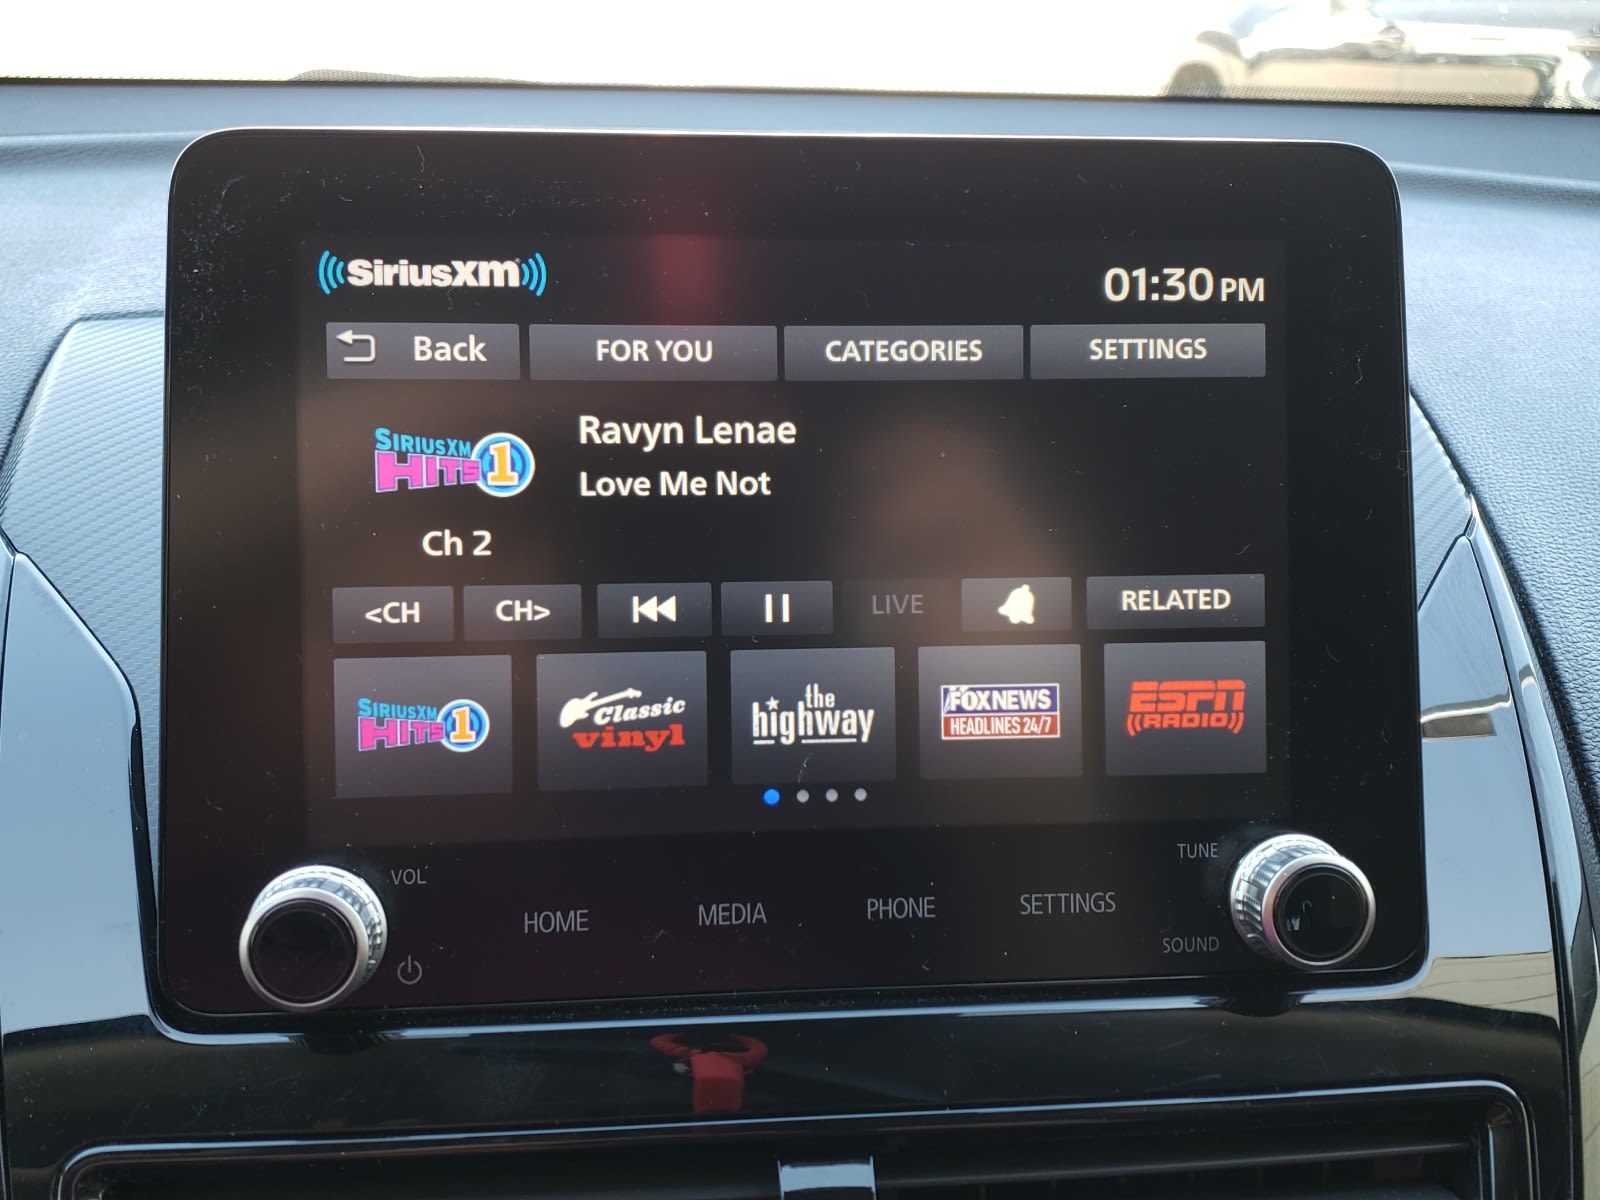 SiriusXM
01:30 PM
Back
FOR YOU
CATEGORIES
SETTINGS
SIRIUSXM
HITS 1
Ravyn Lenae
Love Me Not
Ch 2
<CH
CH>
LIVE
RELATED
SIRIUSXM
HITS 1
Classic
vinyl
the
highway
FOX NEWS
HEADLINES 24/7
ESPN
RADIO
VOL
HOME
MEDIA
PHONE
SETTINGS
TUNE
SOUND